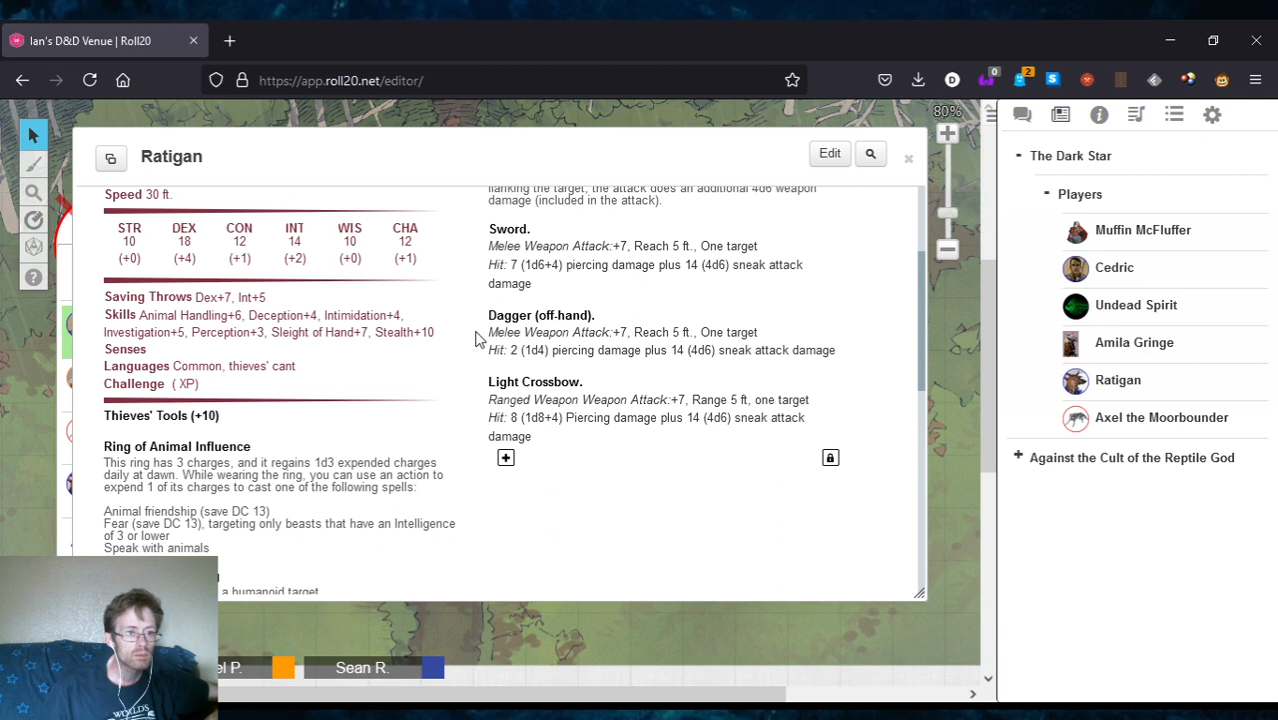 Ian's D&D Venue | Roll20
https://app.roll20.net/editor/
0
2
80%
Ratigan
Edit
Speed 30 ft.
STR DEX CON INT WIS CHA
10 18 12 14 10 12
(+0) (+4) (+1) (+2) (+0) (+1)
Saving Throws Dex+7, Int+5
Skills Animal Handling+6, Deception+4, Intimidation+4,
Investigation+5, Perception+3, Sleight of Hand+7, Stealth+10
Senses
Languages Common, thieves' cant
Challenge ( XP)
Thieves' Tools (+10)
Ring of Animal Influence
This ring has 3 charges, and it regains 1d3 expended charges
daily at dawn. While wearing the ring, you can use an action to
expend 1 of its charges to cast one of the following spells:
Animal friendship (save DC 13)
Fear (save DC 13), targeting only beasts that have an Intelligence
of 3 or lower
Speak with animals
a humanoid target
flanking the target, the attack does an additional 4d6 weapon
damage (included in the attack).
Sword.
Melee Weapon Attack:+7, Reach 5 ft., One target
Hit: 7 (1d6+4) piercing damage plus 14 (4d6) sneak attack
damage
Dagger (off-hand).
Melee Weapon Attack:+7, Reach 5 ft., One target
Hit: 2 (1d4) piercing damage plus 14 (4d6) sneak attack damage
Light Crossbow.
Ranged Weapon Weapon Attack:+7, Range 5 ft, one target
Hit: 8 (1d8+4) Piercing damage plus 14 (4d6) sneak attack
damage
The Dark Star
Players
Muffin McFluffer
Cedric
Undead Spirit
Amila Gringe
Ratigan
Axel the Moorbounder
Against the Cult of the Reptile God
el P.
Sean R.
WORLDS